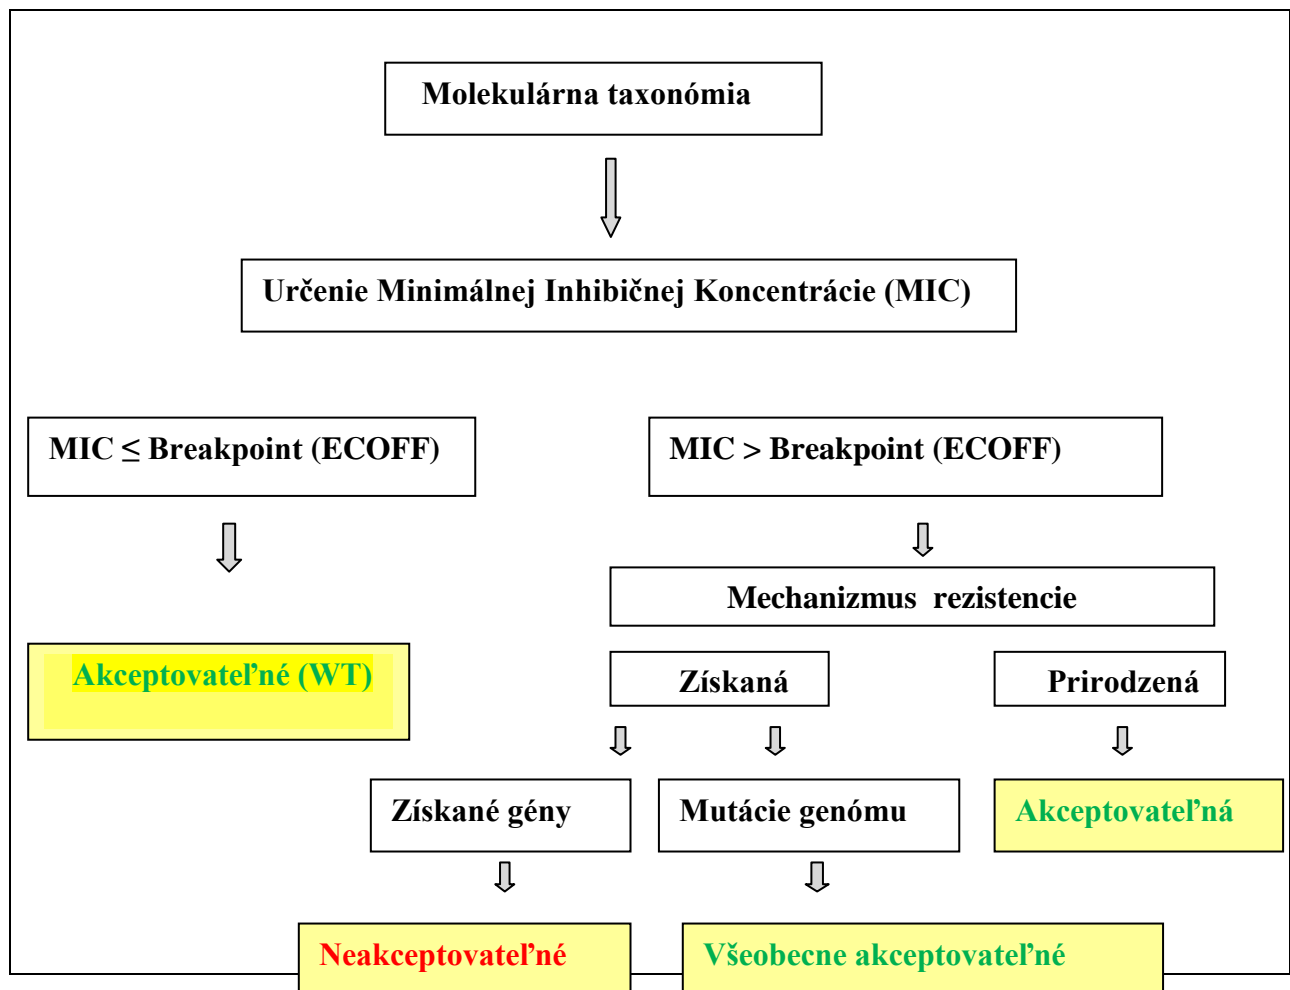 Molekulárna taxonómia
Určenie Minimálnej Inhibičnej Koncentrácie (MIC)
MIC ≤ Breakpoint (ECOFF)
MIC > Breakpoint (ECOFF)
Mechanizmus rezistencie
Akceptovateľné (WT)
Získaná
Prirodzená
Získané gény
Mutácie genómu
Akceptovateľná
Neakceptovateľné
Všeobecne akceptovateľné